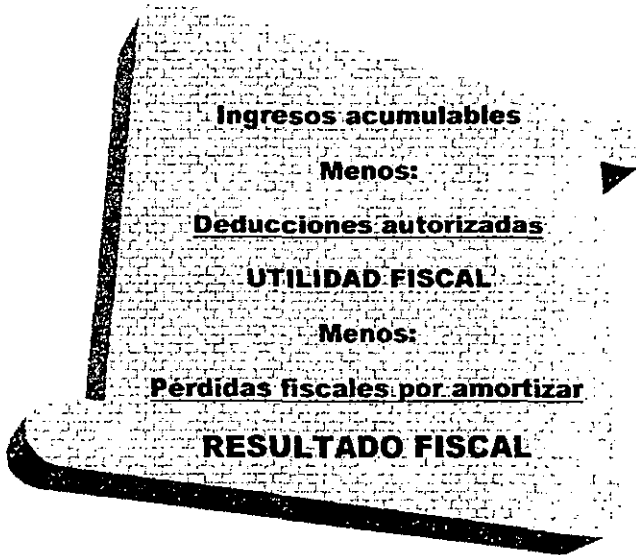 Ingresos acumulables
Menos:
Deducciones autorizadas
UTILIDAD FISCAL
Menos:
Pérdidas fiscales por amortizar
RESULTADO FISCAL